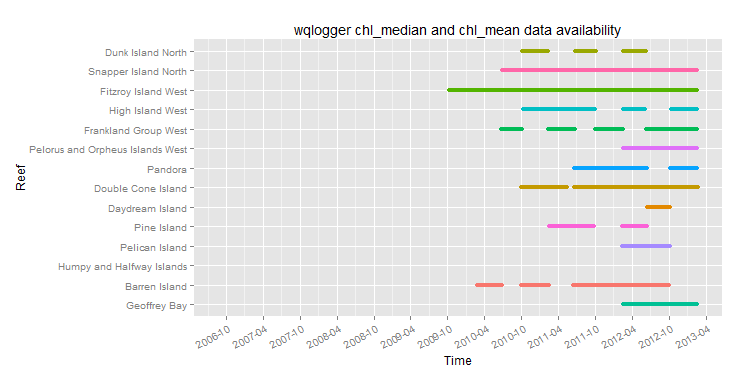 wqlogger chl_median and chl_mean data availability
Reef
Dunk Island North
Snapper Island North
Fitzroy Island West
High Island West
Frankland Group West
Pelorus and Orpheus Islands West
Pandora
Double Cone Island
Daydream Island
Pine Island
Pelican Island
Humpy and Halfway Islands
Barren Island
Geoffrey Bay
2006-10
2007-04
2007-10
2008-04
2008-10
2009-04
2009-10
2010-04
2010-10
2011-04
2011-10
2012-04
2012-10
2013-04
Time